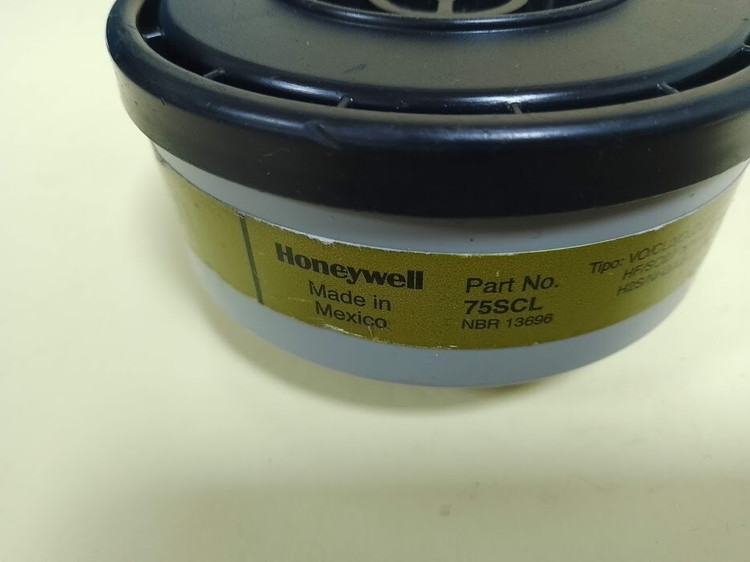 Honeywell
Made in
Mexico
Part No.
75SCL
NBR 13696
Tipo: